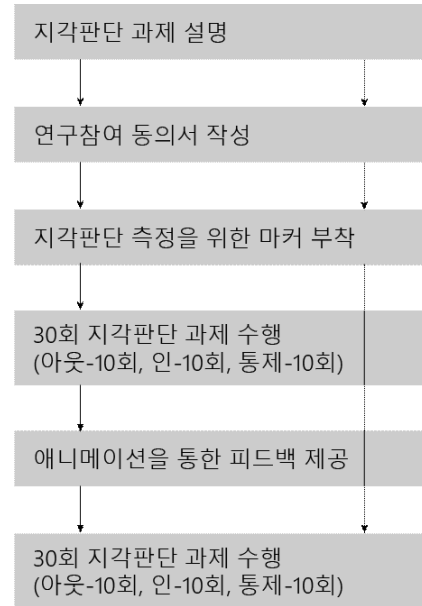 지각판단 과제 설명
연구참여 동의서 작성
지각판단 측정을 위한 마커 부착
30회 지각판단 과제 수행
(아웃-10회, 인-10회, 통제-10회)
애니메이션을 통한 피드백 제공
30회 지각판단 과제 수행
(아웃-10회, 인-10회, 통제-10회)